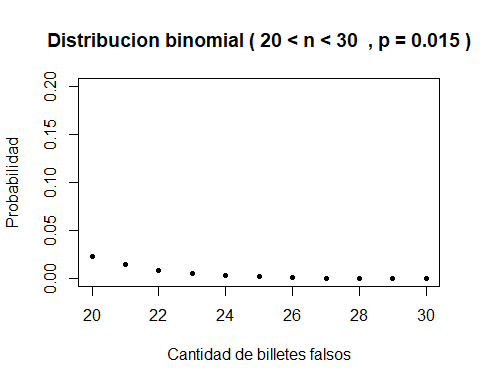 Distribucion binomial ( 20 < n < 30  , p = 0.015 )
Probabilidad
0.20
0.15
0.10
0.05
0.00
20 22 24 26 28 30
Cantidad de billetes falsos